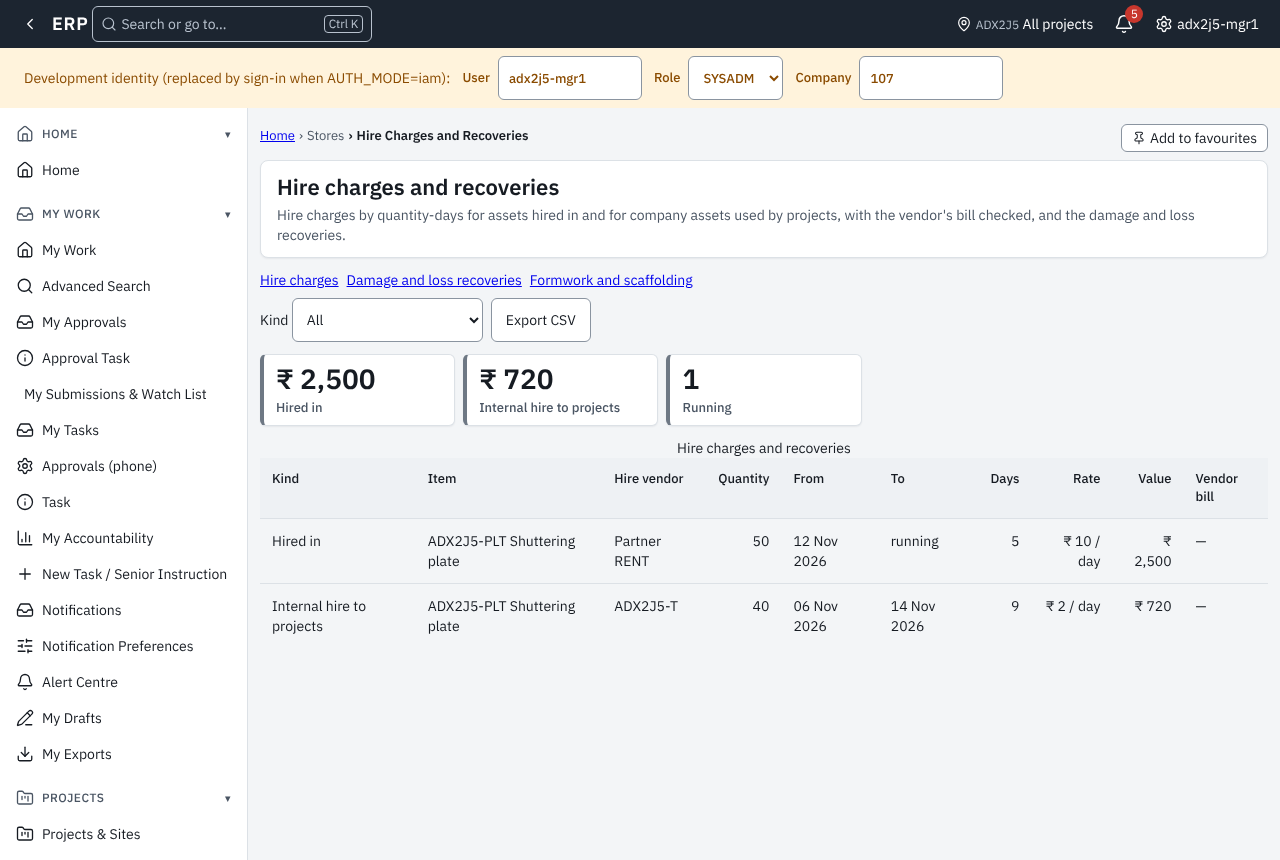 ERP
Search or go to...
Ctrl K
ADX2J5 All projects
5
adx2j5-mgr1
Development identity (replaced by sign-in when AUTH_MODE=iam):
User
adx2j5-mgr1
Role
SYSADM
Company
107
HOME
Home
MY WORK
My Work
Advanced Search
My Approvals
Approval Task
My Submissions & Watch List
My Tasks
Approvals (phone)
Task
My Accountability
New Task / Senior Instruction
Notifications
Notification Preferences
Alert Centre
My Drafts
My Exports
PROJECTS
Projects & Sites
Home › Stores › Hire Charges and Recoveries
Add to favourites
Hire charges and recoveries
Hire charges by quantity-days for assets hired in and for company assets used by projects, with the vendor's bill checked, and the damage and loss
recoveries.
Hire charges Damage and loss recoveries Formwork and scaffolding
Kind
All
Export CSV
₹ 2,500
Hired in
₹ 720
Internal hire to projects
1
Running
Hire charges and recoveries
Kind Item Hire vendor Quantity From To Days Rate Value Vendor
bill
Hired in ADX2J5-PLT Shuttering Partner 50 12 Nov running 5 ₹ 10 / ₹ —
plate RENT 2026 day 2,500
Internal hire to ADX2J5-PLT Shuttering ADX2J5-T 40 06 Nov 14 Nov 9 ₹ 2 / day ₹ 720 —
projects plate 2026 2026